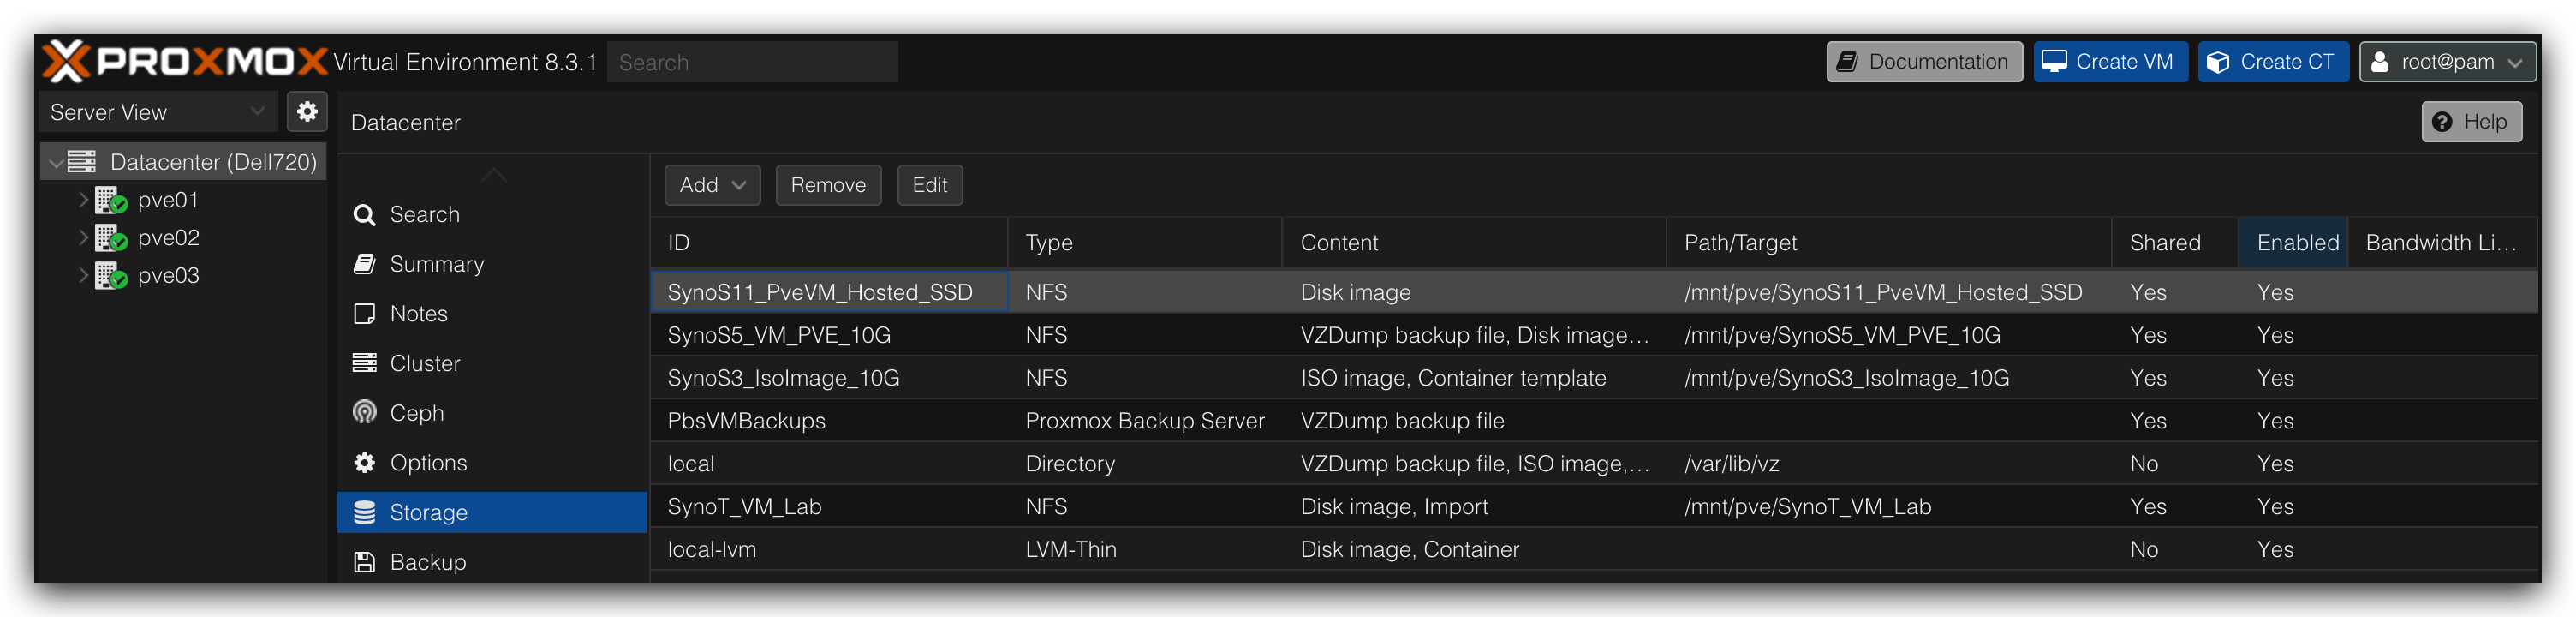 PROXMOX Virtual Environment 8.3.1 Search Documentation Create VM Create CT root@pam
Server View
Datacenter
Help
Datacenter (Dell720)
pve01
pve02
pve03
Search
Summary
Notes
Cluster
Ceph
Options
Storage
Backup
Add Remove Edit
ID Type Content Path/Target Shared Enabled Bandwidth Li...
SynoS11_PveVM_Hosted_SSD NFS Disk image /mnt/pve/SynoS11_PveVM_Hosted_SSD Yes Yes
SynoS5_VM_PVE_10G NFS VZDump backup file, Disk image... /mnt/pve/SynoS5_VM_PVE_10G Yes Yes
SynoS3_IsoImage_10G NFS ISO image, Container template /mnt/pve/SynoS3_IsoImage_10G Yes Yes
PbsVMBackups Proxmox Backup Server VZDump backup file Yes Yes
local Directory VZDump backup file, ISO image,... /var/lib/vz No Yes
SynoT_VM_Lab NFS Disk image, Import /mnt/pve/SynoT_VM_Lab Yes Yes
local-lvm LVM-Thin Disk image, Container No Yes